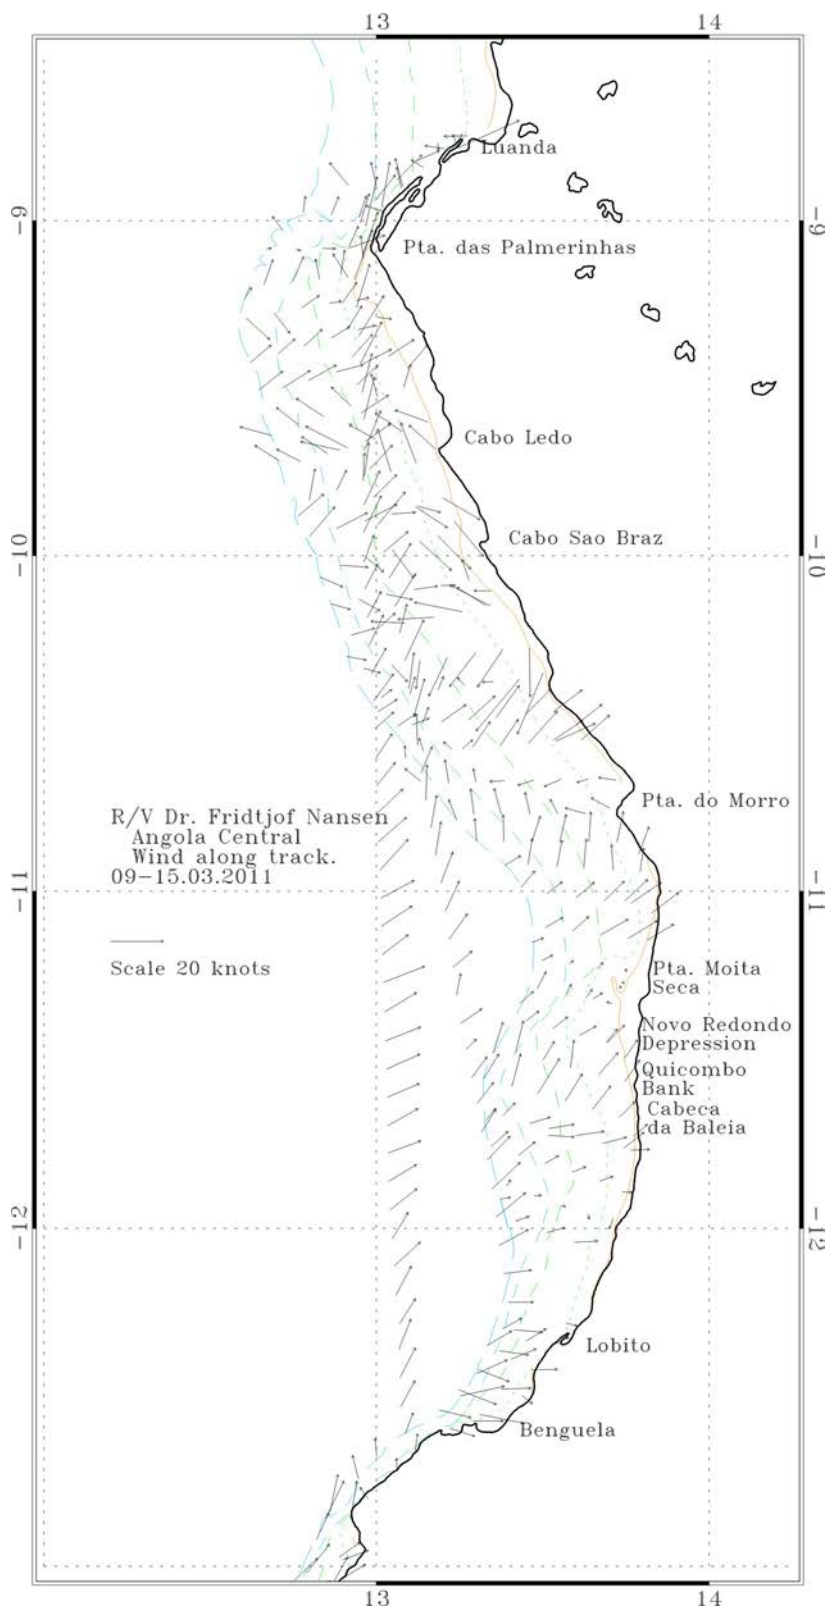 13 14
Luanda
-9 -9
Pta. das Palmerinhas
Cabo Ledo
Cabo Sao Braz
-10 -10
Pta. do Morro
R/V Dr. Fridtjof Nansen
Angola Central
Wind along track.
09-15.03.2011
-11 -11
Scale 20 knots
Pta. Moita
Seca
Novo Redondo
Depression
Quicombo
Bank
Cabeca
da Baleia
-12 -12
Lobito
Benguela
13 14